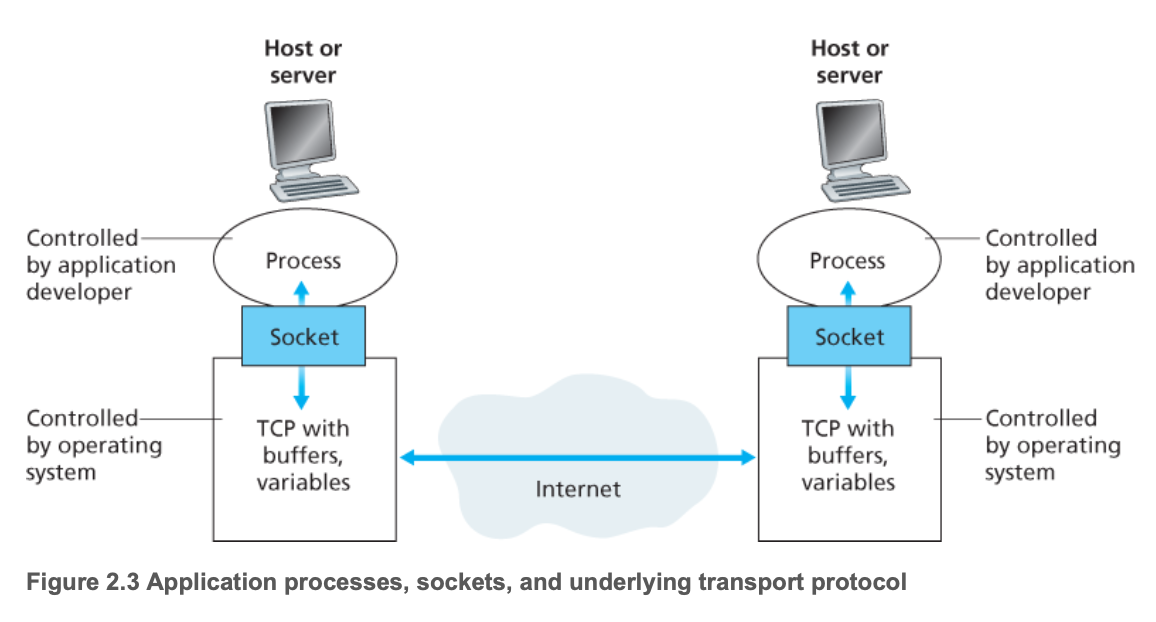 Host or
server
Host or
server
Controlled
by application
developer
Process
Process
Controlled
by application
developer
Socket
Socket
Controlled
by operating
system
TCP with
buffers,
variables
Internet
TCP with
buffers,
variables
Controlled
by operating
system
Figure 2.3 Application processes, sockets, and underlying transport protocol